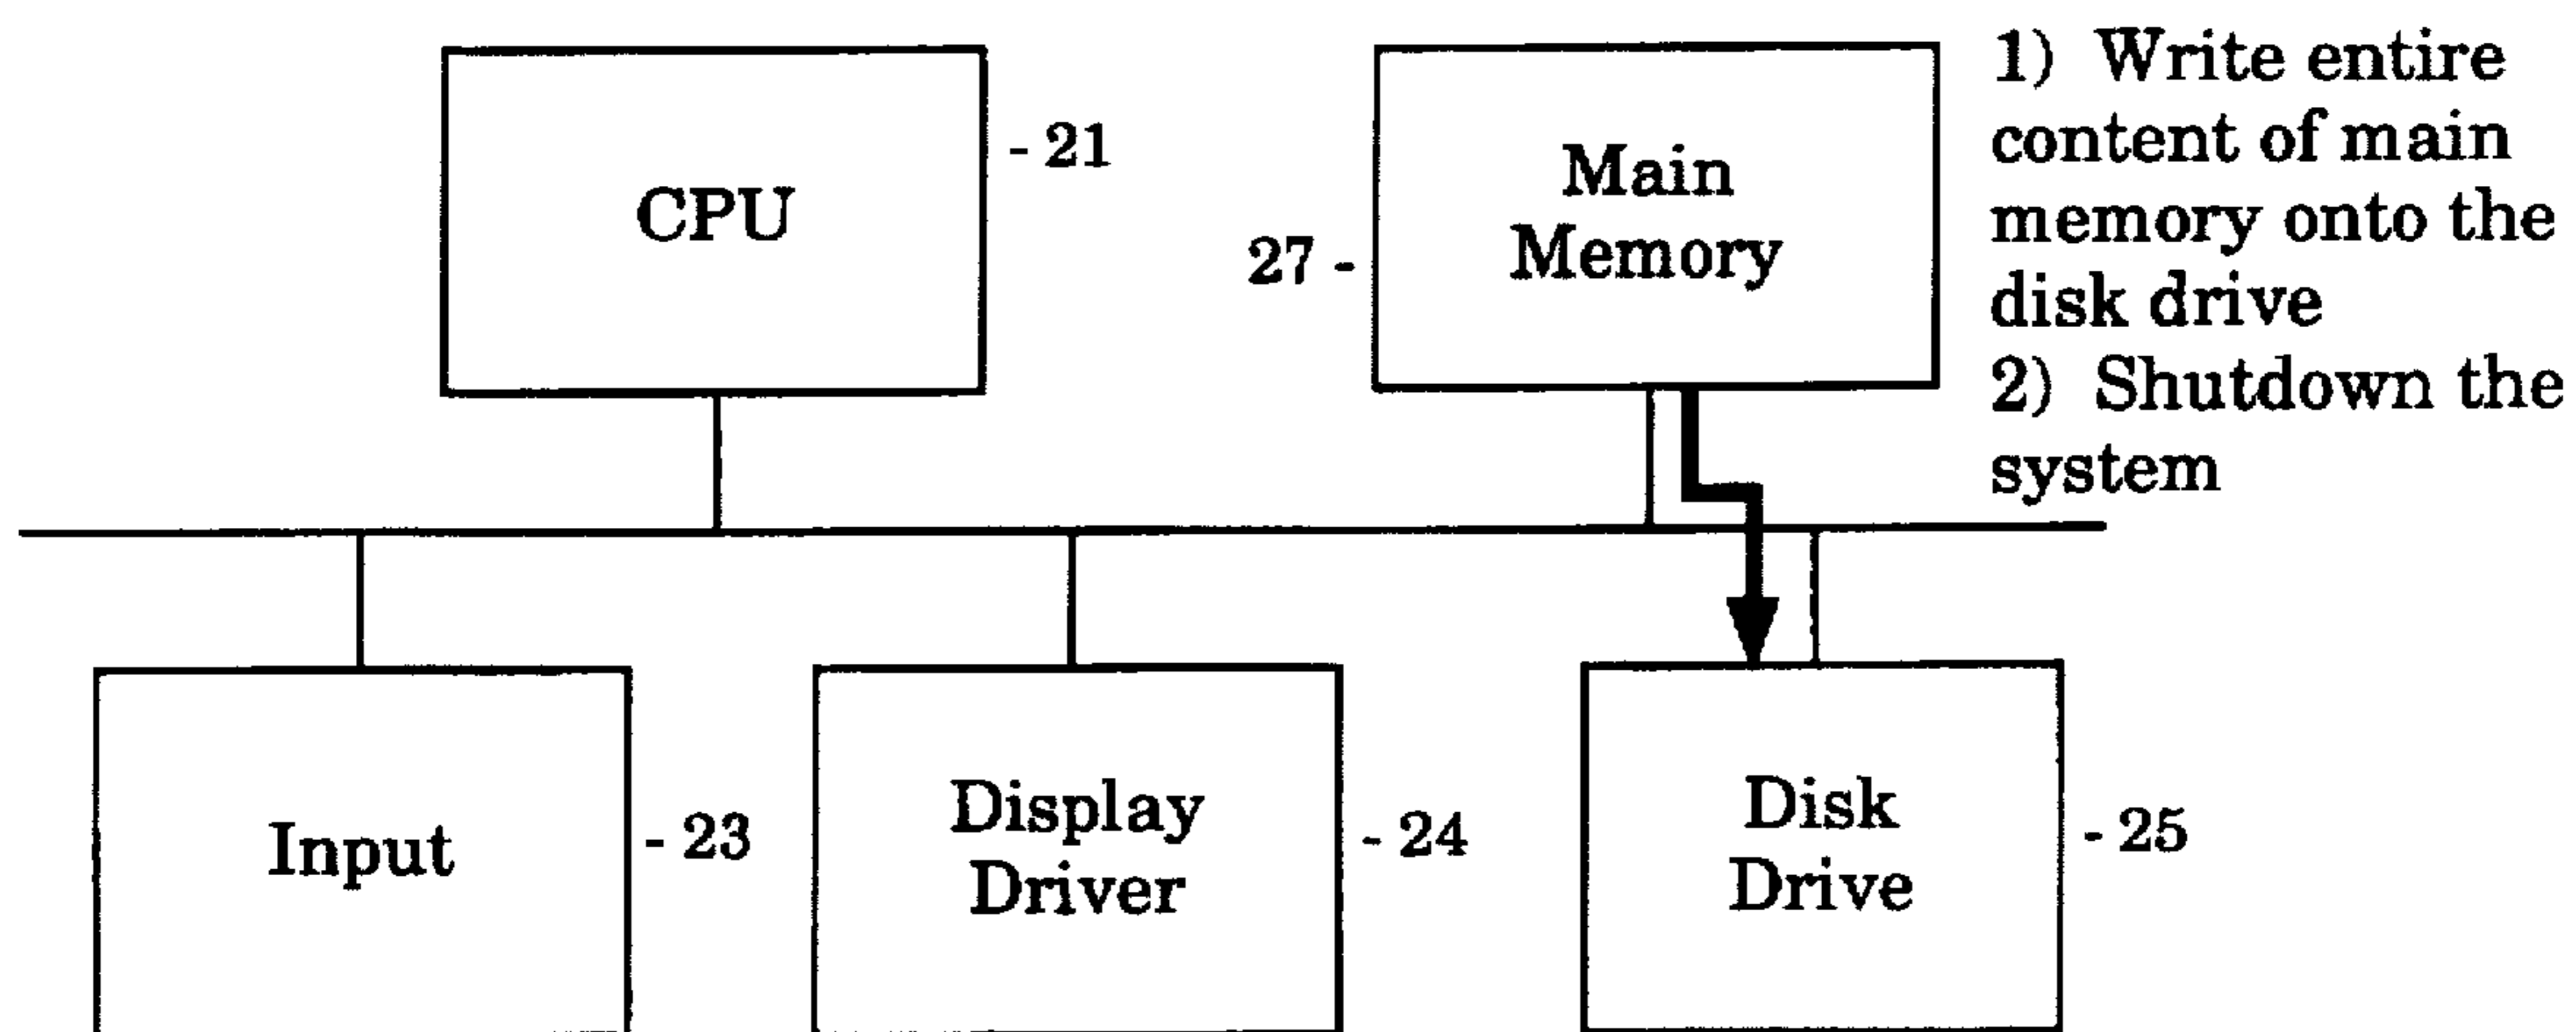 CPU
- 21
Main
Memory
27 -
1) Write entire
content of main
memory onto the
disk drive
2) Shutdown the
system
Input
- 23
Display
Driver
- 24
Disk
Drive
- 25